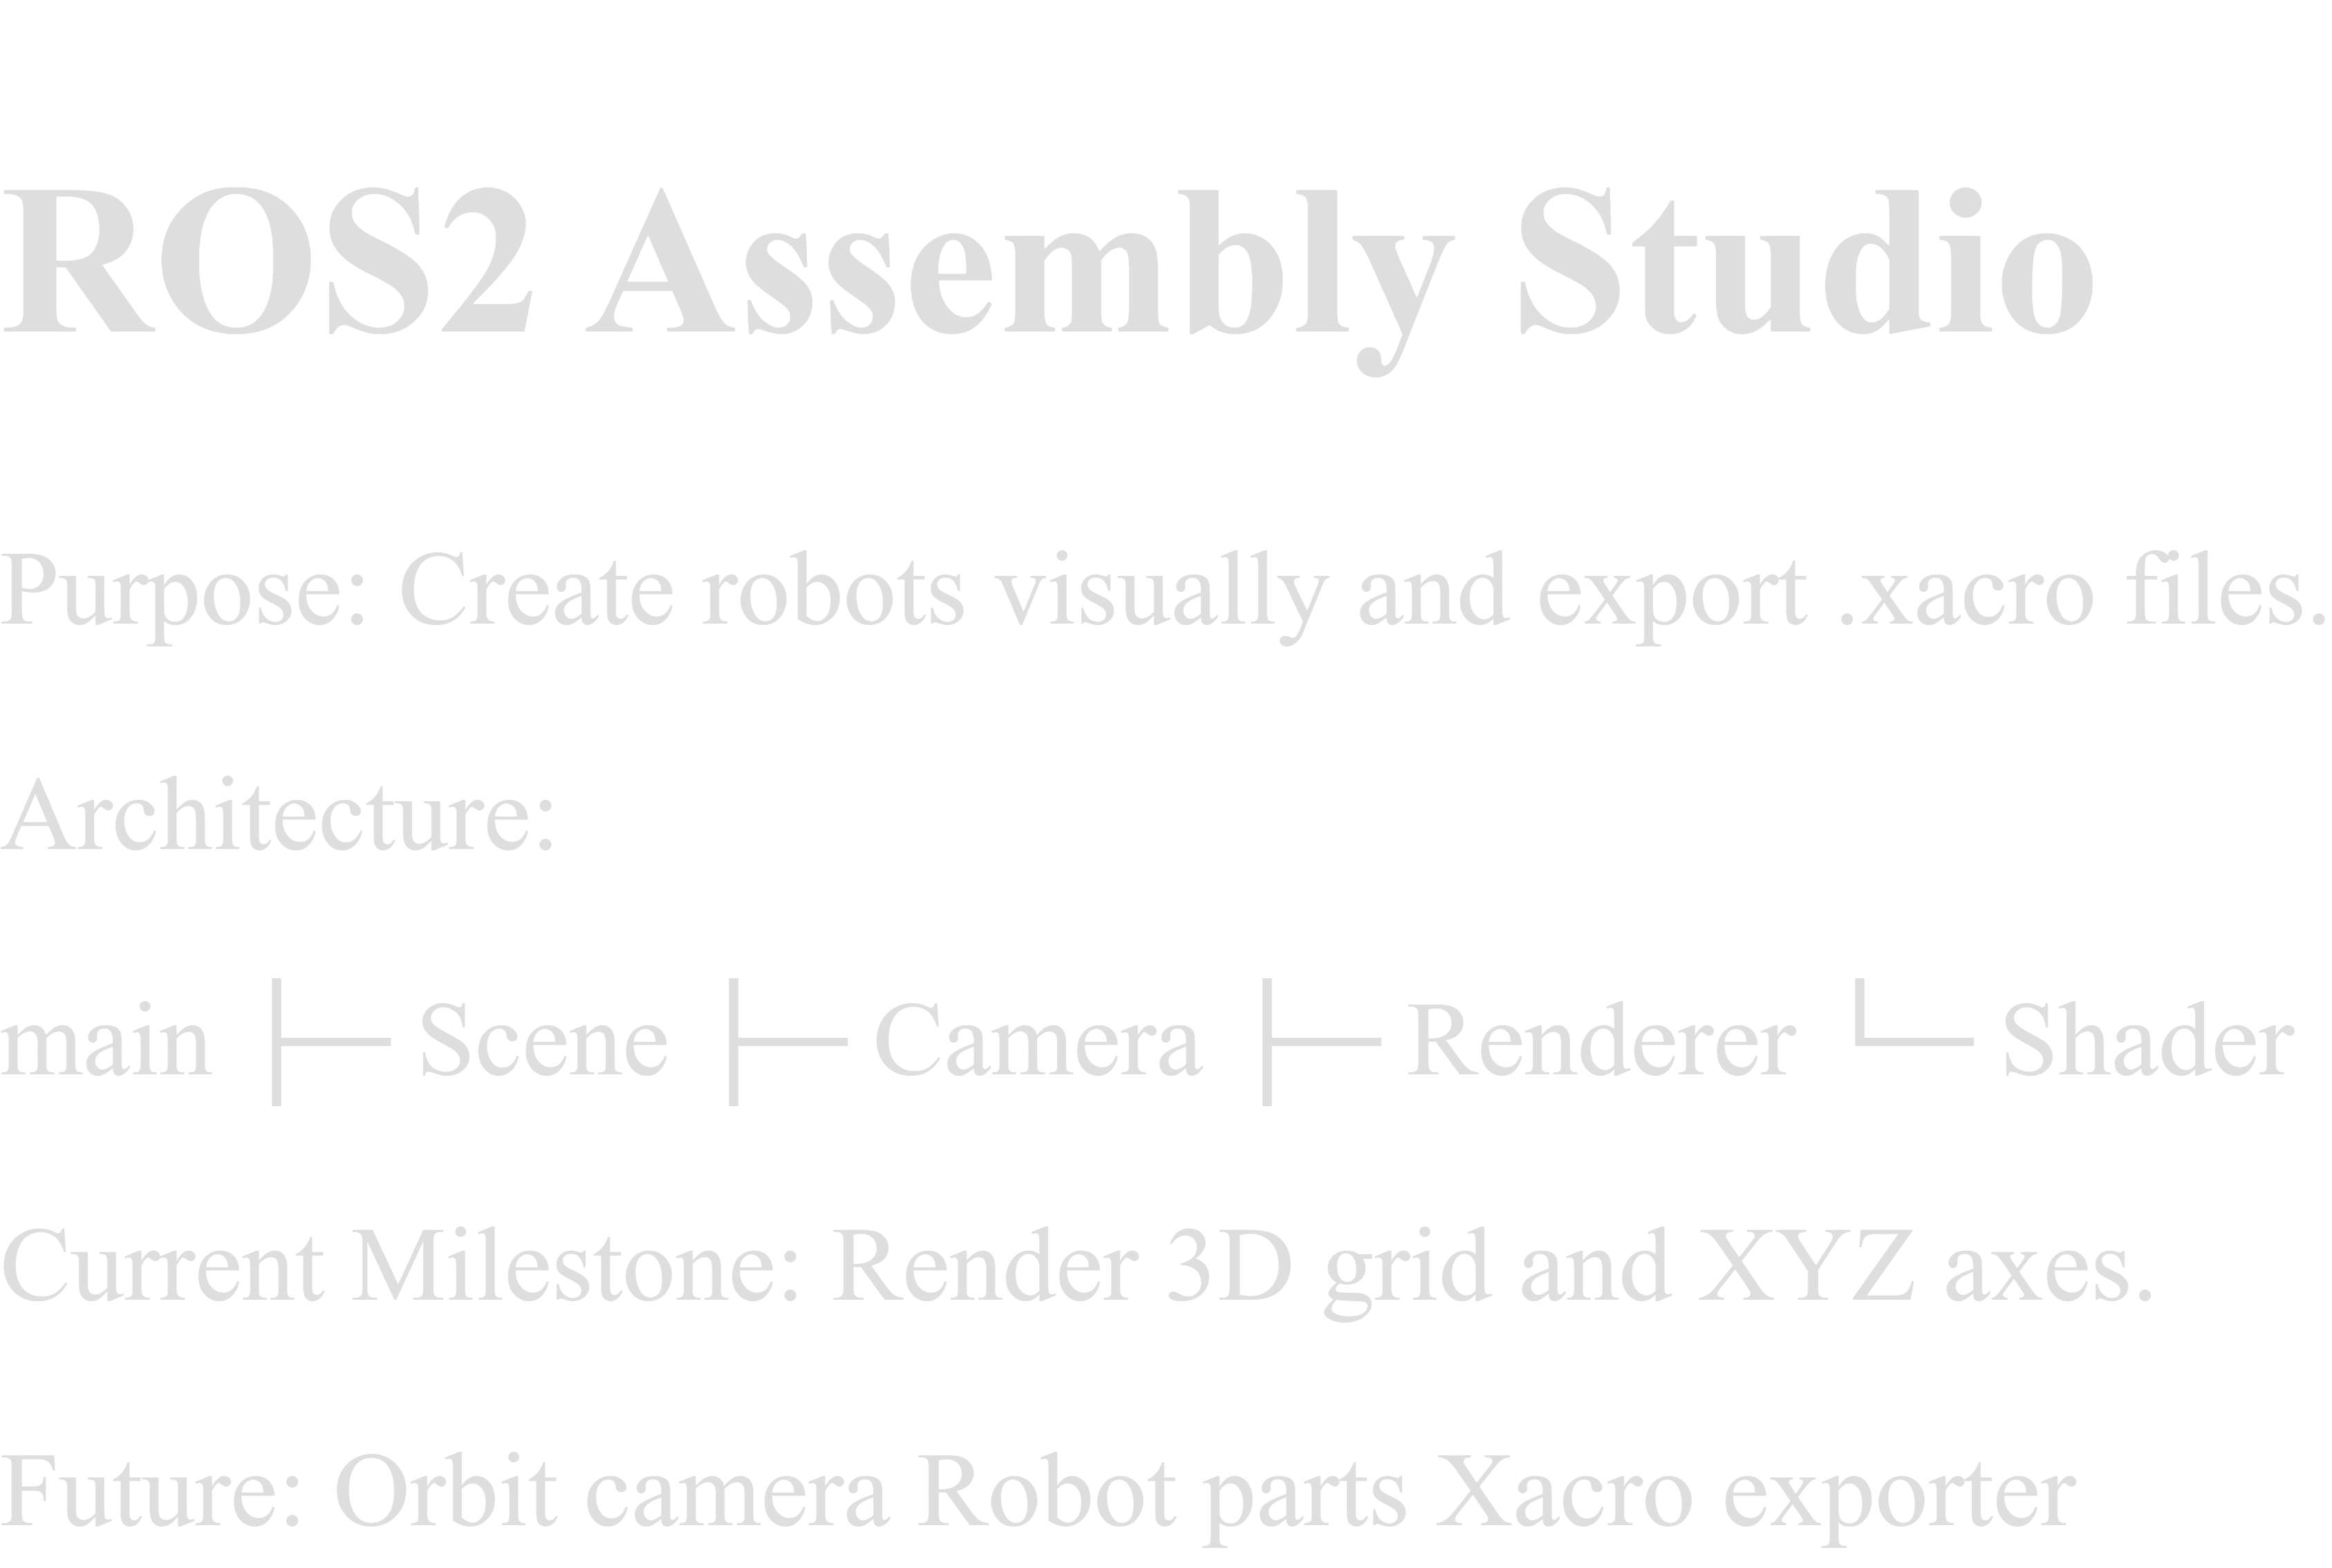 ROS2 Assembly Studio
Purpose: Create robots visually and export .xacro files.
Architecture:
main ├─ Scene ├─ Camera ├─ Renderer └─ Shader
Current Milestone: Render 3D grid and XYZ axes.
Future: Orbit camera Robot parts Xacro exporter